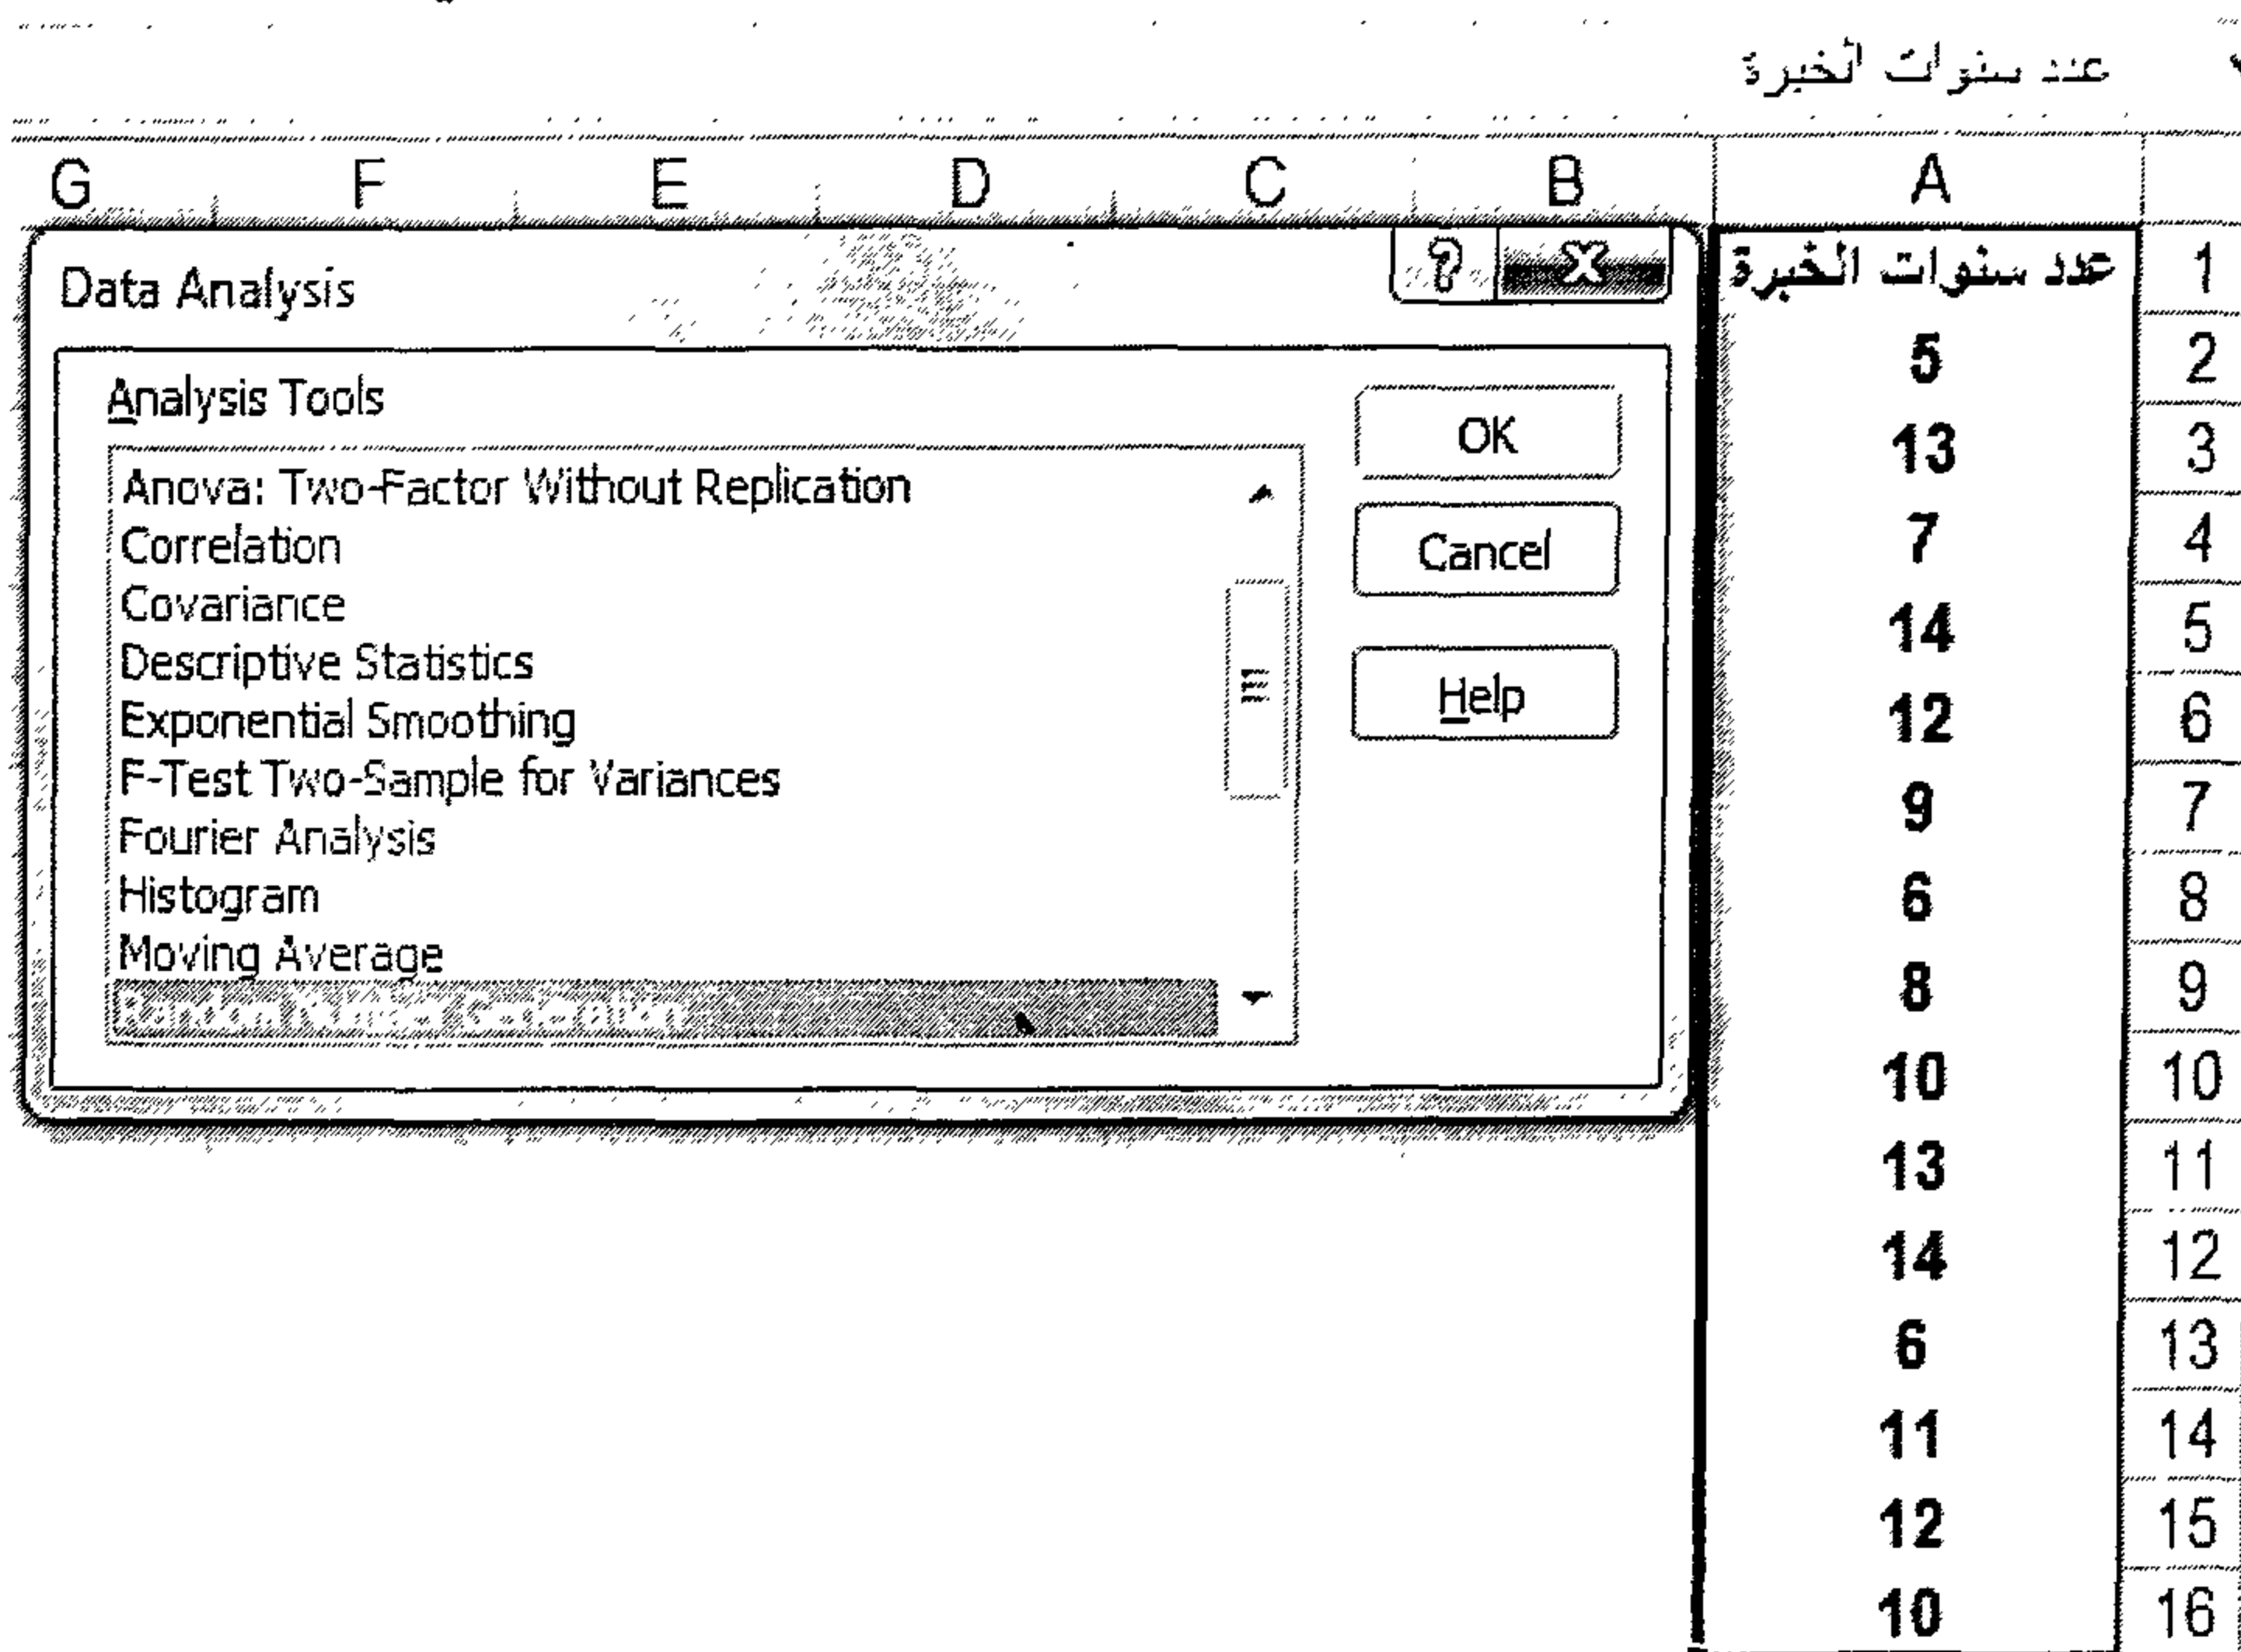 عدد سنوات الخبرة
G F E D C B A
Data Analysis
Analysis Tools
Anova: Two-Factor Without Replication
Correlation
Covariance
Descriptive Statistics
Exponential Smoothing
F-Test Two-Sample for Variances
Fourier Analysis
Histogram
Moving Average
Random Number Generation
OK
Cancel
Help
عدد سنوات الخبرة 1
5 2
13 3
7 4
14 5
12 6
9 7
6 8
8 9
10 10
13 11
14 12
6 13
11 14
12 15
10 16